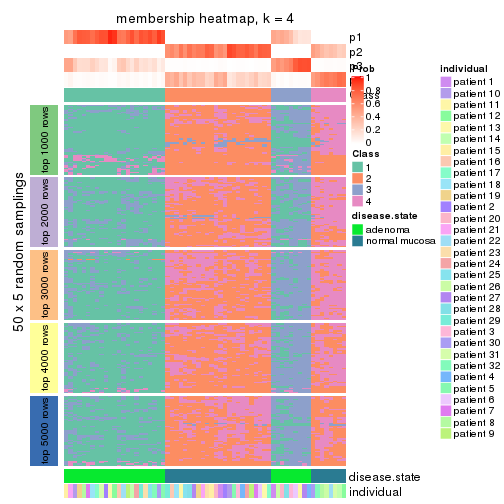 membership heatmap, k = 4
p1
p2
p3
Prob
1
0.8
0.6
0.4
0.2
0
Class
Class
1
2
3
4
disease.state
adenoma
normal mucosa
individual
patient 1
patient 10
patient 11
patient 12
patient 13
patient 14
patient 15
patient 16
patient 17
patient 18
patient 19
patient 2
patient 20
patient 21
patient 22
patient 23
patient 24
patient 25
patient 26
patient 27
patient 28
patient 29
patient 3
patient 30
patient 31
patient 32
patient 4
patient 5
patient 6
patient 7
patient 8
patient 9
50 x 5 random samplings
top 1000 rows
top 2000 rows
top 3000 rows
top 4000 rows
top 5000 rows
disease.state
individual